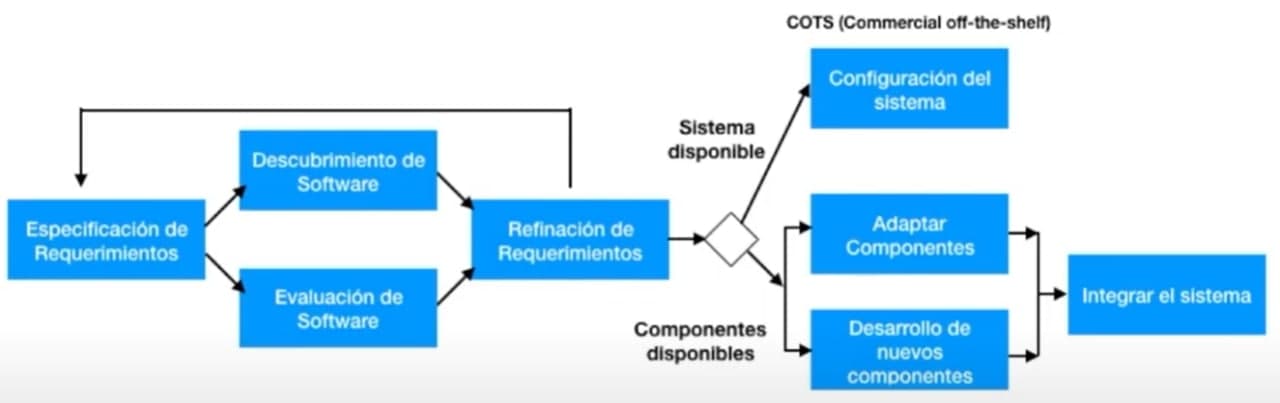 COTS (Commercial off-the-shelf)
Configuración del
sistema
Sistema
disponible
Descubrimiento de
Software
Especificación de
Requerimientos
Refinación de
Requerimientos
Adaptar
Componentes
Evaluación de
Software
Integrar el sistema
Componentes
disponibles
Desarrollo de
nuevos
componentes